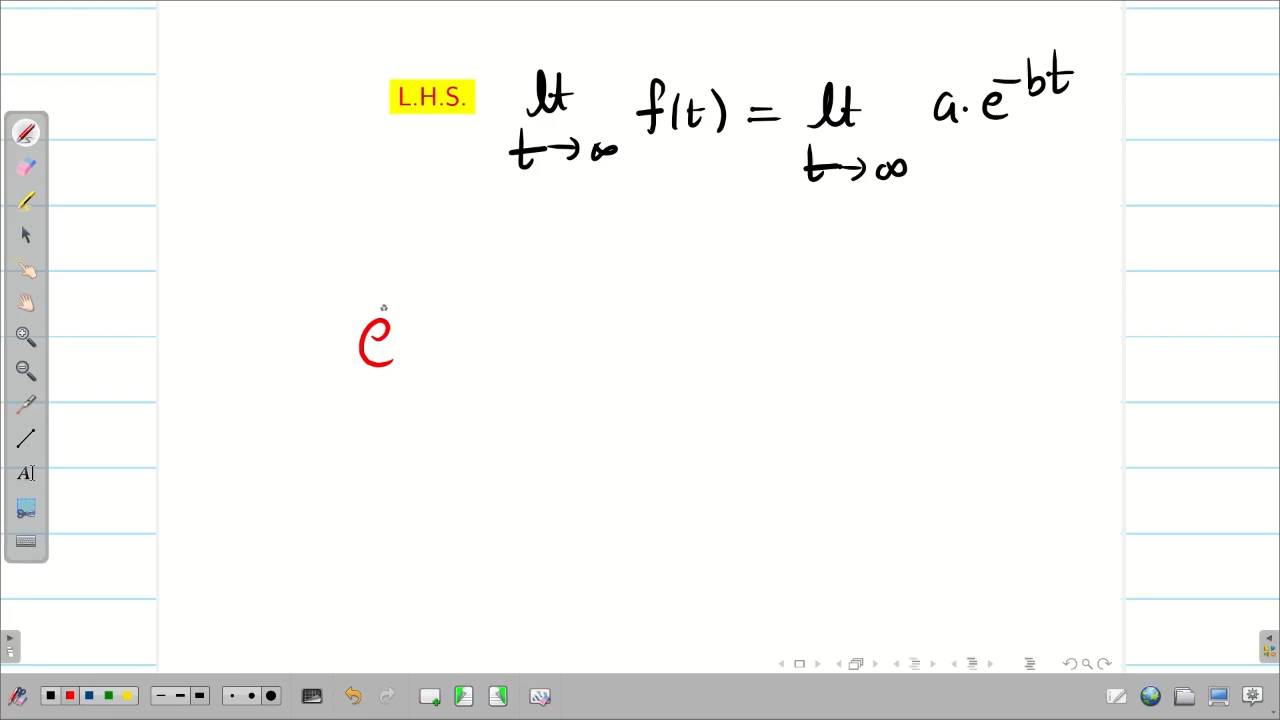 L.H.S. lt f(t) = lt a·e^-bt
t→∞ t→∞
e